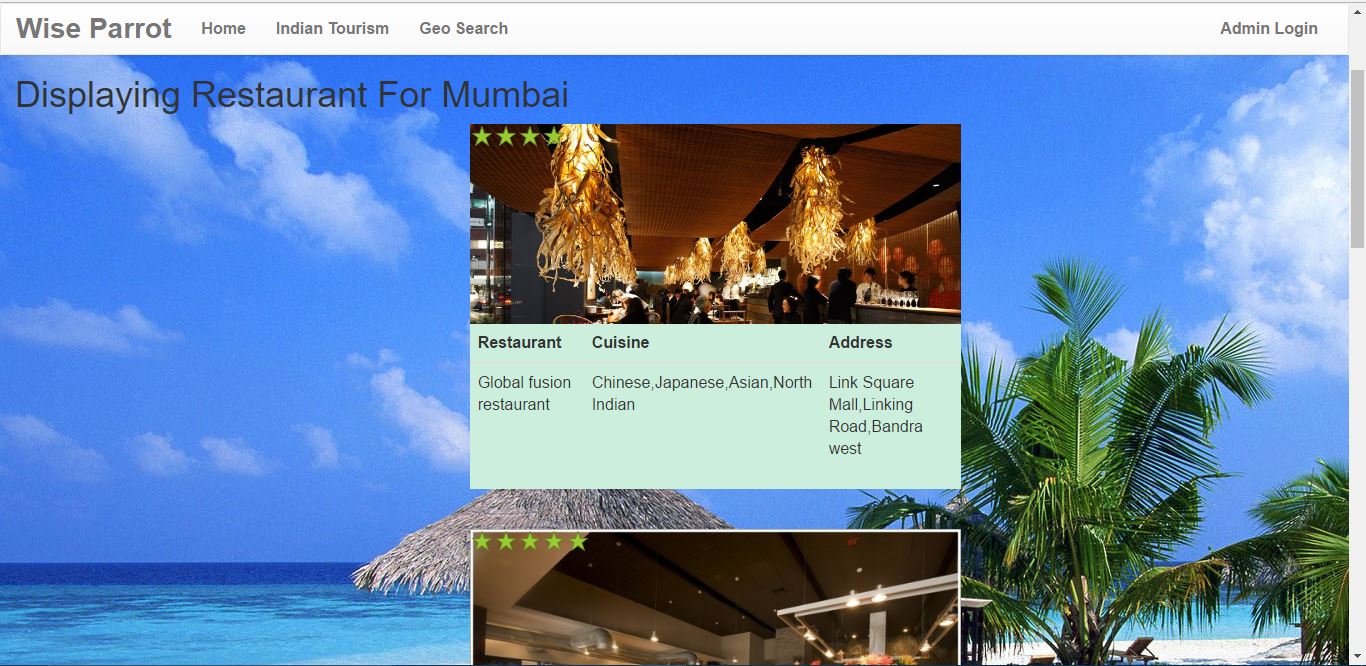 Wise Parrot Home Indian Tourism Geo Search Admin Login
Displaying Restaurant For Mumbai
Restaurant Cuisine Address
Global fusion restaurant
Chinese,Japanese,Asian,North Indian
Link Square Mall,Linking Road,Bandra west